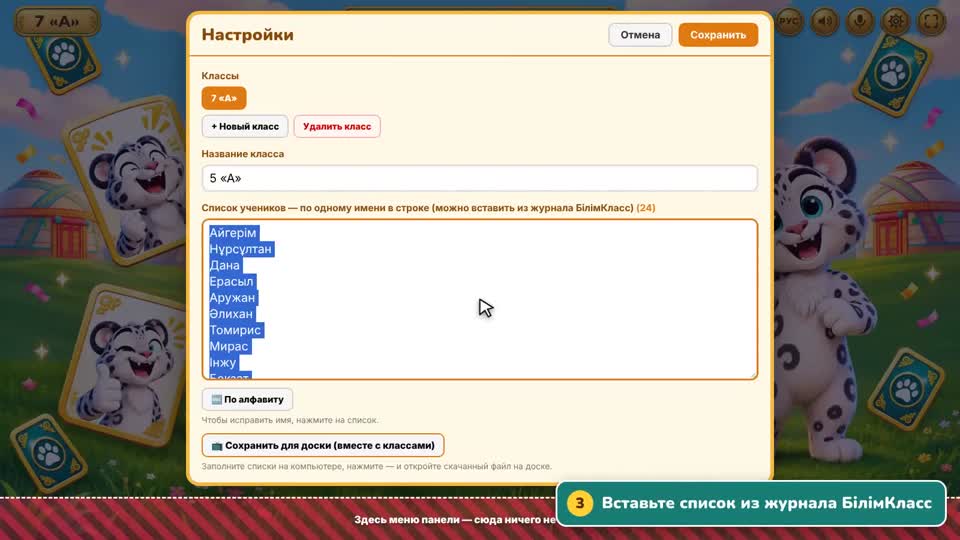 7 «А»
РУС
Настройки
Отмена
Сохранить
Классы
7 «А»
+ Новый класс
Удалить класс
Название класса
5 «А»
Список учеников — по одному имени в строке (можно вставить из журнала БілімКласс) (24)
Айгерім
Нұрсұлтан
Дана
Ерасыл
Аружан
Әлихан
Томирис
Мирас
Інжу
По алфавиту
Чтобы исправить имя, нажмите на список.
Сохранить для доски (вместе с классами)
Заполните списки на компьютере, нажмите — и откройте скачанный файл на доске.
3 Вставьте список из журнала БілімКласс
Здесь меню панели — сюда ничего не